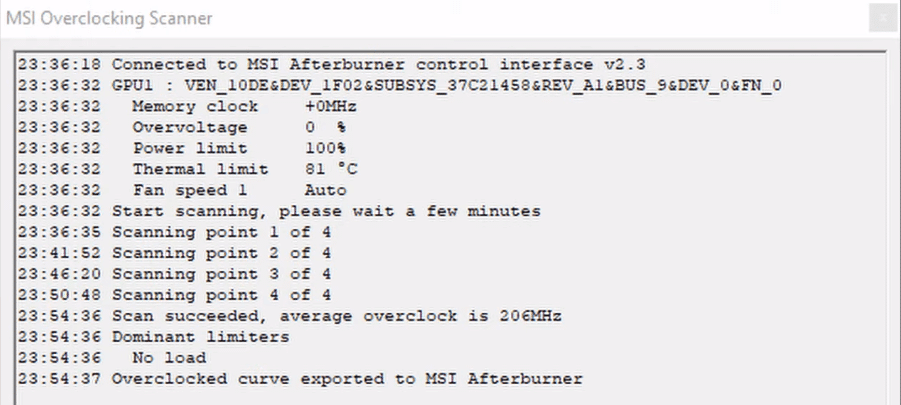 MSI Overclocking Scanner
23:36:18 Connected to MSI Afterburner control interface v2.3
23:36:32 GPU1 : VEN_10DE&DEV_1F02&SUBSYS_37C21458&REV_A1&BUS_9&DEV_0&FN_0
23:36:32 Memory clock +0MHz
23:36:32 Overvoltage 0 %
23:36:32 Power limit 100%
23:36:32 Thermal limit 81 °C
23:36:32 Fan speed 1 Auto
23:36:32 Start scanning, please wait a few minutes
23:36:35 Scanning point 1 of 4
23:41:52 Scanning point 2 of 4
23:46:20 Scanning point 3 of 4
23:50:48 Scanning point 4 of 4
23:54:36 Scan succeeded, average overclock is 206MHz
23:54:36 Dominant limiters
23:54:36 No load
23:54:37 Overclocked curve exported to MSI Afterburner